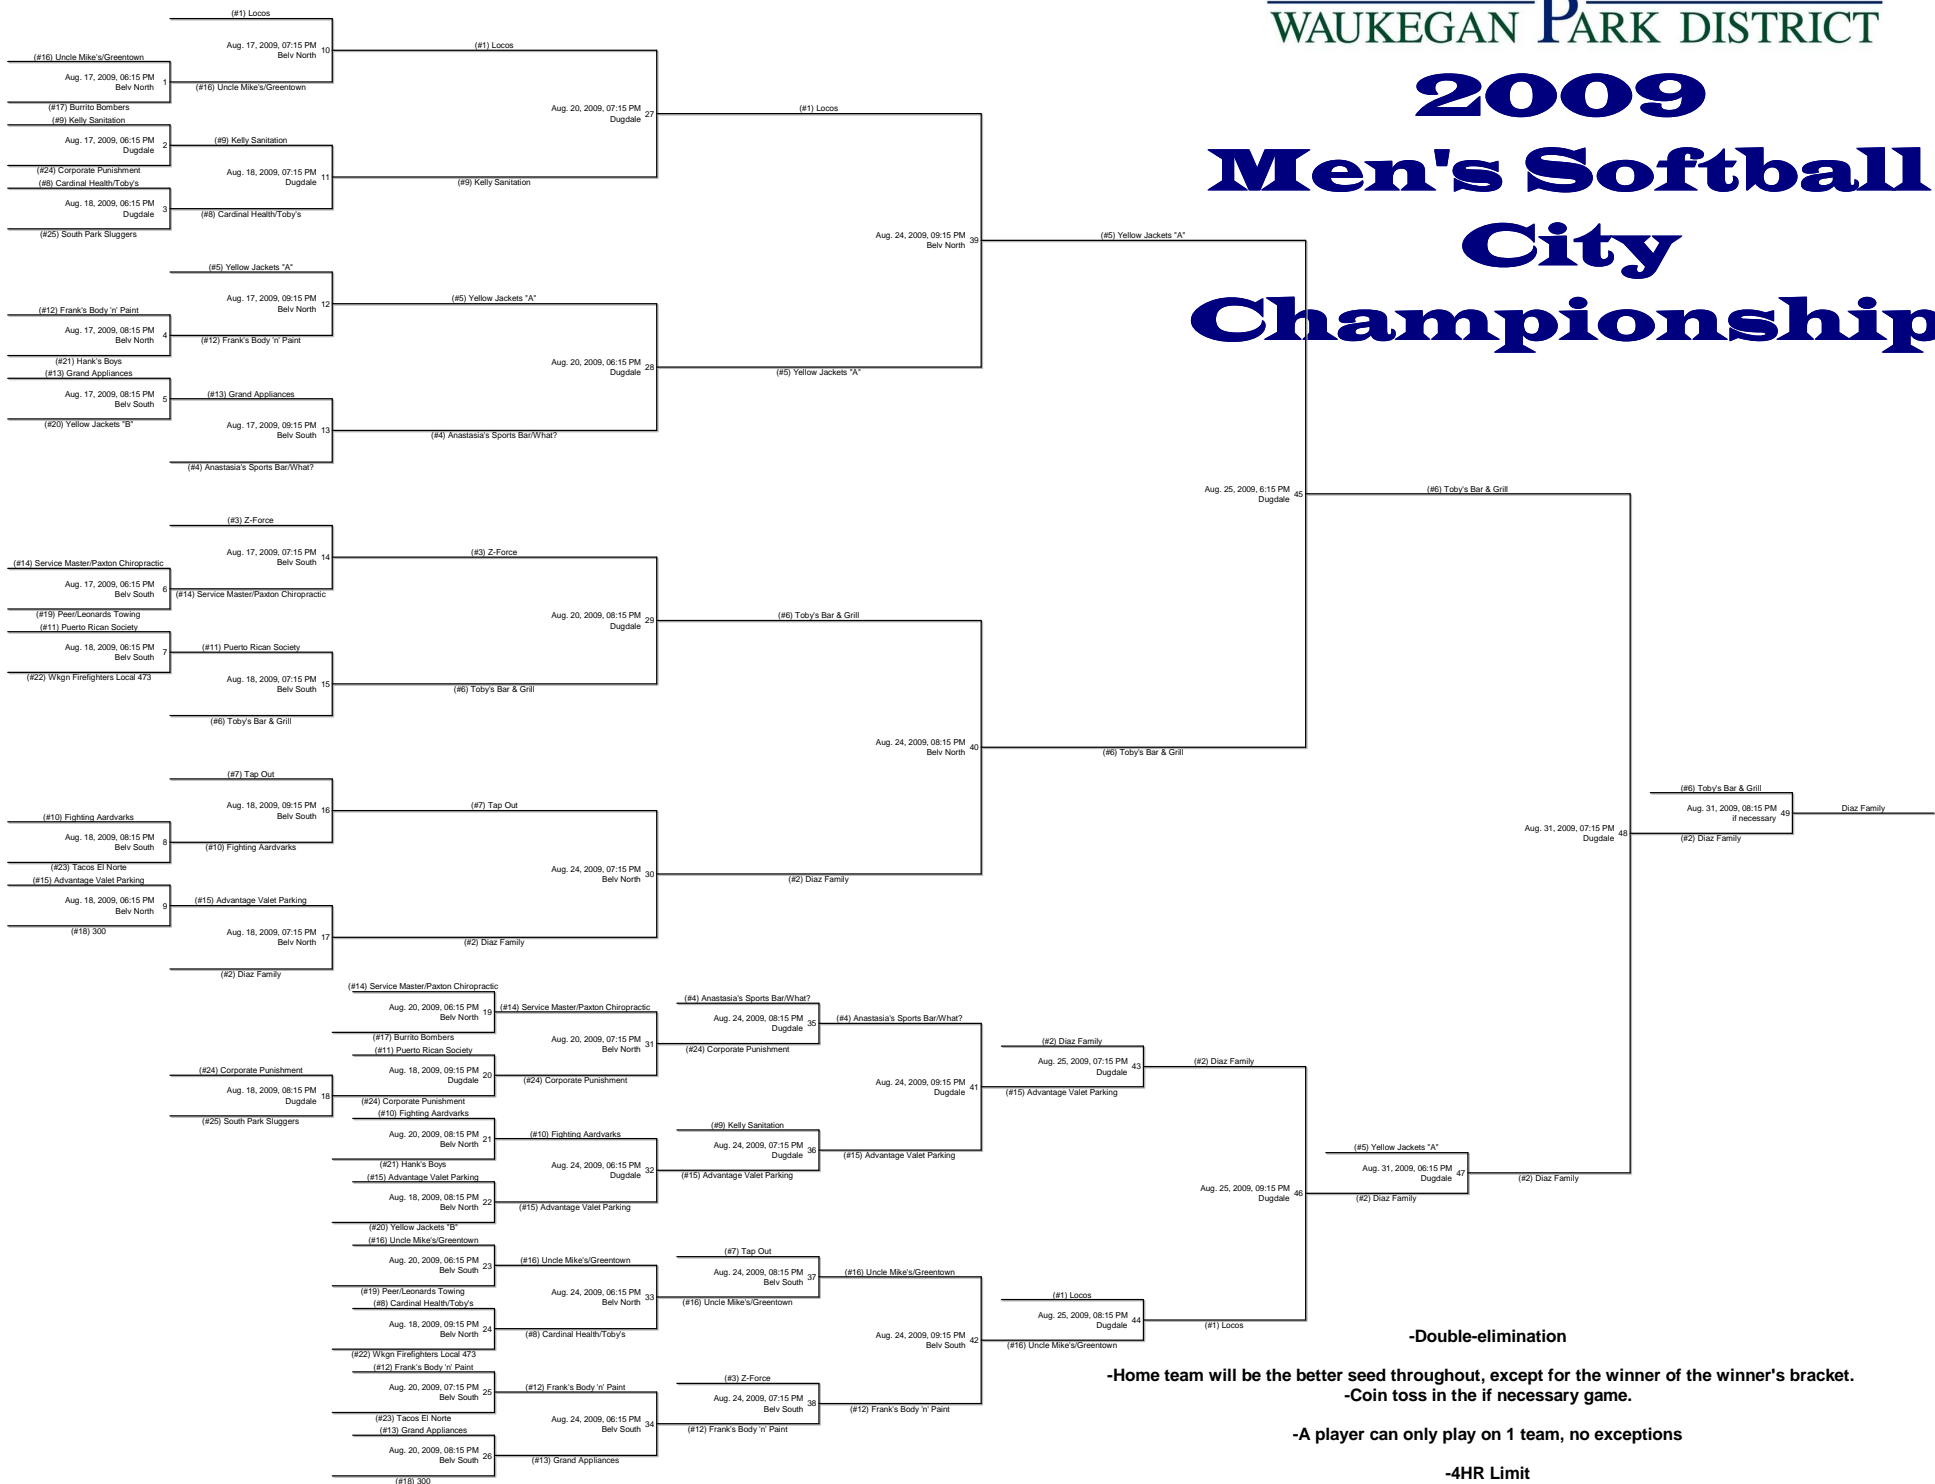 WAUKEGAN PARK DISTRICT
2009
Men's Softball
City
Championship
(#1) Locos
Aug. 17, 2009, 07:15 PM 10
Belv North
(#16) Uncle Mike's/Greentown
Aug. 17, 2009, 06:15 PM 1
Belv North
(#16) Uncle Mike's/Greentown
(#17) Burrito Bombers
(#9) Kelly Sanitation
Aug. 17, 2009, 06:15 PM 2
Dugdale
(#24) Corporate Punishment
(#9) Kelly Sanitation
Aug. 18, 2009, 07:15 PM 11
Dugdale
(#8) Cardinal Health/Toby's
Aug. 18, 2009, 06:15 PM 3
Dugdale
(#8) Cardinal Health/Toby's
(#25) South Park Sluggers
(#5) Yellow Jackets "A"
Aug. 17, 2009, 09:15 PM 12
Belv North
(#12) Frank's Body 'n' Paint
Aug. 17, 2009, 08:15 PM 4
Belv North
(#12) Frank's Body 'n' Paint
(#21) Hank's Boys
(#13) Grand Appliances
Aug. 17, 2009, 08:15 PM 5
Belv South
(#20) Yellow Jackets "B"
(#13) Grand Appliances
Aug. 17, 2009, 09:15 PM 13
Belv South
(#4) Anastasia's Sports Bar/What?
(#3) Z-Force
Aug. 17, 2009, 07:15 PM 14
Belv South
(#14) Service Master/Paxton Chiropractic
Aug. 17, 2009, 06:15 PM 6
Belv South
(#14) Service Master/Paxton Chiropractic
(#19) Peer/Leonards Towing
(#11) Puerto Rican Society
Aug. 18, 2009, 06:15 PM 7
Belv South
(#22) Wkgn Firefighters Local 473
(#11) Puerto Rican Society
Aug. 18, 2009, 07:15 PM 15
Belv South
(#6) Toby's Bar & Grill
(#7) Tap Out
Aug. 18, 2009, 09:15 PM 16
Belv South
(#10) Fighting Aardvarks
Aug. 18, 2009, 08:15 PM 8
Belv South
(#10) Fighting Aardvarks
(#23) Tacos El Norte
(#15) Advantage Valet Parking
Aug. 18, 2009, 06:15 PM 9
Belv North
(#18) 300
(#15) Advantage Valet Parking
Aug. 18, 2009, 07:15 PM 17
Belv North
(#2) Diaz Family
(#1) Locos
Aug. 20, 2009, 07:15 PM 27
Dugdale
(#9) Kelly Sanitation
(#5) Yellow Jackets "A"
Aug. 20, 2009, 06:15 PM 28
Dugdale
(#4) Anastasia's Sports Bar/What?
(#3) Z-Force
Aug. 20, 2009, 08:15 PM 29
Dugdale
(#6) Toby's Bar & Grill
(#7) Tap Out
Aug. 24, 2009, 07:15 PM 30
Belv North
(#2) Diaz Family
(#1) Locos
Aug. 24, 2009, 09:15 PM 39
Belv North
(#5) Yellow Jackets "A"
(#6) Toby's Bar & Grill
Aug. 24, 2009, 08:15 PM 40
Belv North
(#2) Diaz Family
(#5) Yellow Jackets "A"
Aug. 25, 2009, 6:15 PM 45
Dugdale
(#6) Toby's Bar & Grill
(#6) Toby's Bar & Grill
Aug. 31, 2009, 07:15 PM 48
Dugdale
(#6) Toby's Bar & Grill
Aug. 31, 2009, 08:15 PM 49
if necessary
(#2) Diaz Family
Diaz Family
(#14) Service Master/Paxton Chiropractic
Aug. 20, 2009, 06:15 PM 19
Belv North
(#17) Burrito Bombers
(#11) Puerto Rican Society
Aug. 18, 2009, 09:15 PM 20
Dugdale
(#24) Corporate Punishment
(#24) Corporate Punishment
Aug. 18, 2009, 08:15 PM 18
Dugdale
(#25) South Park Sluggers
(#10) Fighting Aardvarks
Aug. 20, 2009, 08:15 PM 21
Belv North
(#21) Hank's Boys
(#15) Advantage Valet Parking
Aug. 18, 2009, 08:15 PM 22
Belv North
(#20) Yellow Jackets "B"
(#16) Uncle Mike's/Greentown
Aug. 20, 2009, 06:15 PM 23
Belv South
(#19) Peer/Leonards Towing
(#8) Cardinal Health/Toby's
Aug. 18, 2009, 09:15 PM 24
Belv North
(#22) Wkgn Firefighters Local 473
(#12) Frank's Body 'n' Paint
Aug. 20, 2009, 07:15 PM 25
Belv South
(#23) Tacos El Norte
(#13) Grand Appliances
Aug. 20, 2009, 08:15 PM 26
Belv South
(#18) 300
(#14) Service Master/Paxton Chiropractic
Aug. 20, 2009, 07:15 PM 31
Belv North
(#24) Corporate Punishment
(#10) Fighting Aardvarks
Aug. 24, 2009, 06:15 PM 32
Dugdale
(#15) Advantage Valet Parking
(#16) Uncle Mike's/Greentown
Aug. 24, 2009, 06:15 PM 33
Belv North
(#8) Cardinal Health/Toby's
(#12) Frank's Body 'n' Paint
Aug. 24, 2009, 06:15 PM 34
Belv South
(#13) Grand Appliances
(#4) Anastasia's Sports Bar/What?
Aug. 24, 2009, 08:15 PM 35
Dugdale
(#24) Corporate Punishment
(#9) Kelly Sanitation
Aug. 24, 2009, 07:15 PM 36
Dugdale
(#15) Advantage Valet Parking
(#7) Tap Out
Aug. 24, 2009, 08:15 PM 37
Belv South
(#16) Uncle Mike's/Greentown
(#3) Z-Force
Aug. 24, 2009, 07:15 PM 38
Belv South
(#12) Frank's Body 'n' Paint
(#4) Anastasia's Sports Bar/What?
Aug. 24, 2009, 09:15 PM 41
Dugdale
(#15) Advantage Valet Parking
(#16) Uncle Mike's/Greentown
Aug. 24, 2009, 09:15 PM 42
Belv South
(#12) Frank's Body 'n' Paint
(#2) Diaz Family
Aug. 25, 2009, 07:15 PM 43
Dugdale
(#15) Advantage Valet Parking
(#1) Locos
Aug. 25, 2009, 08:15 PM 44
Dugdale
(#16) Uncle Mike's/Greentown
(#2) Diaz Family
Aug. 25, 2009, 09:15 PM 46
Dugdale
(#1) Locos
(#5) Yellow Jackets "A"
Aug. 31, 2009, 06:15 PM 47
Dugdale
(#2) Diaz Family
(#2) Diaz Family
-Double-elimination
-Home team will be the better seed throughout, except for the winner of the winner's bracket.
-Coin toss in the if necessary game.
-A player can only play on 1 team, no exceptions
-4HR Limit